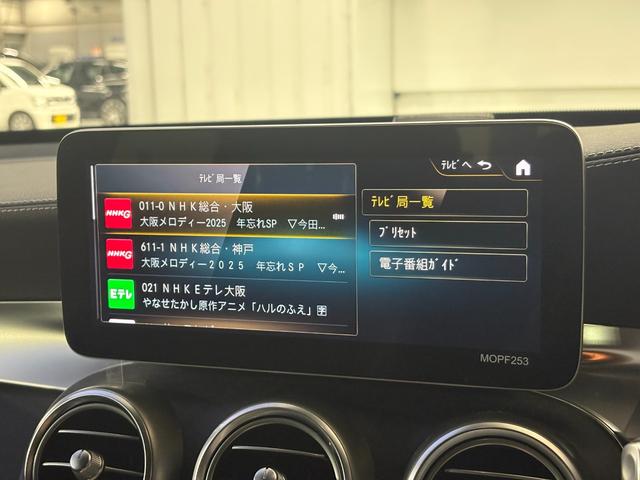 ﾃﾚﾋﾞ局一覧
ﾃﾚﾋﾞへ
011-0 ＮＨＫ総合・大阪
大阪メロディー2025　年忘れSP　▽今田...
NHKG
611-1 ＮＨＫ総合・神戸
大阪メロディー２０２５　年忘れＳＰ　▽今...
NHKG
021 ＮＨＫＥテレ大阪
やなせたかし原作アニメ「ハルのふえ」🈑
Eテレ
ﾃﾚﾋﾞ局一覧
ﾌﾟﾘｾｯﾄ
電子番組ｶﾞｲﾄﾞ
MOPF253